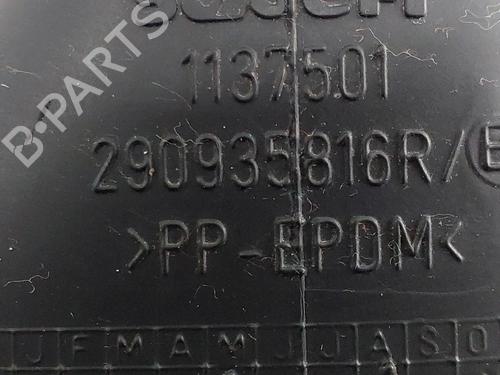 1137501
290935816R/E
>PP-EPDM<
J F M A M J J A S O
B-PARTS